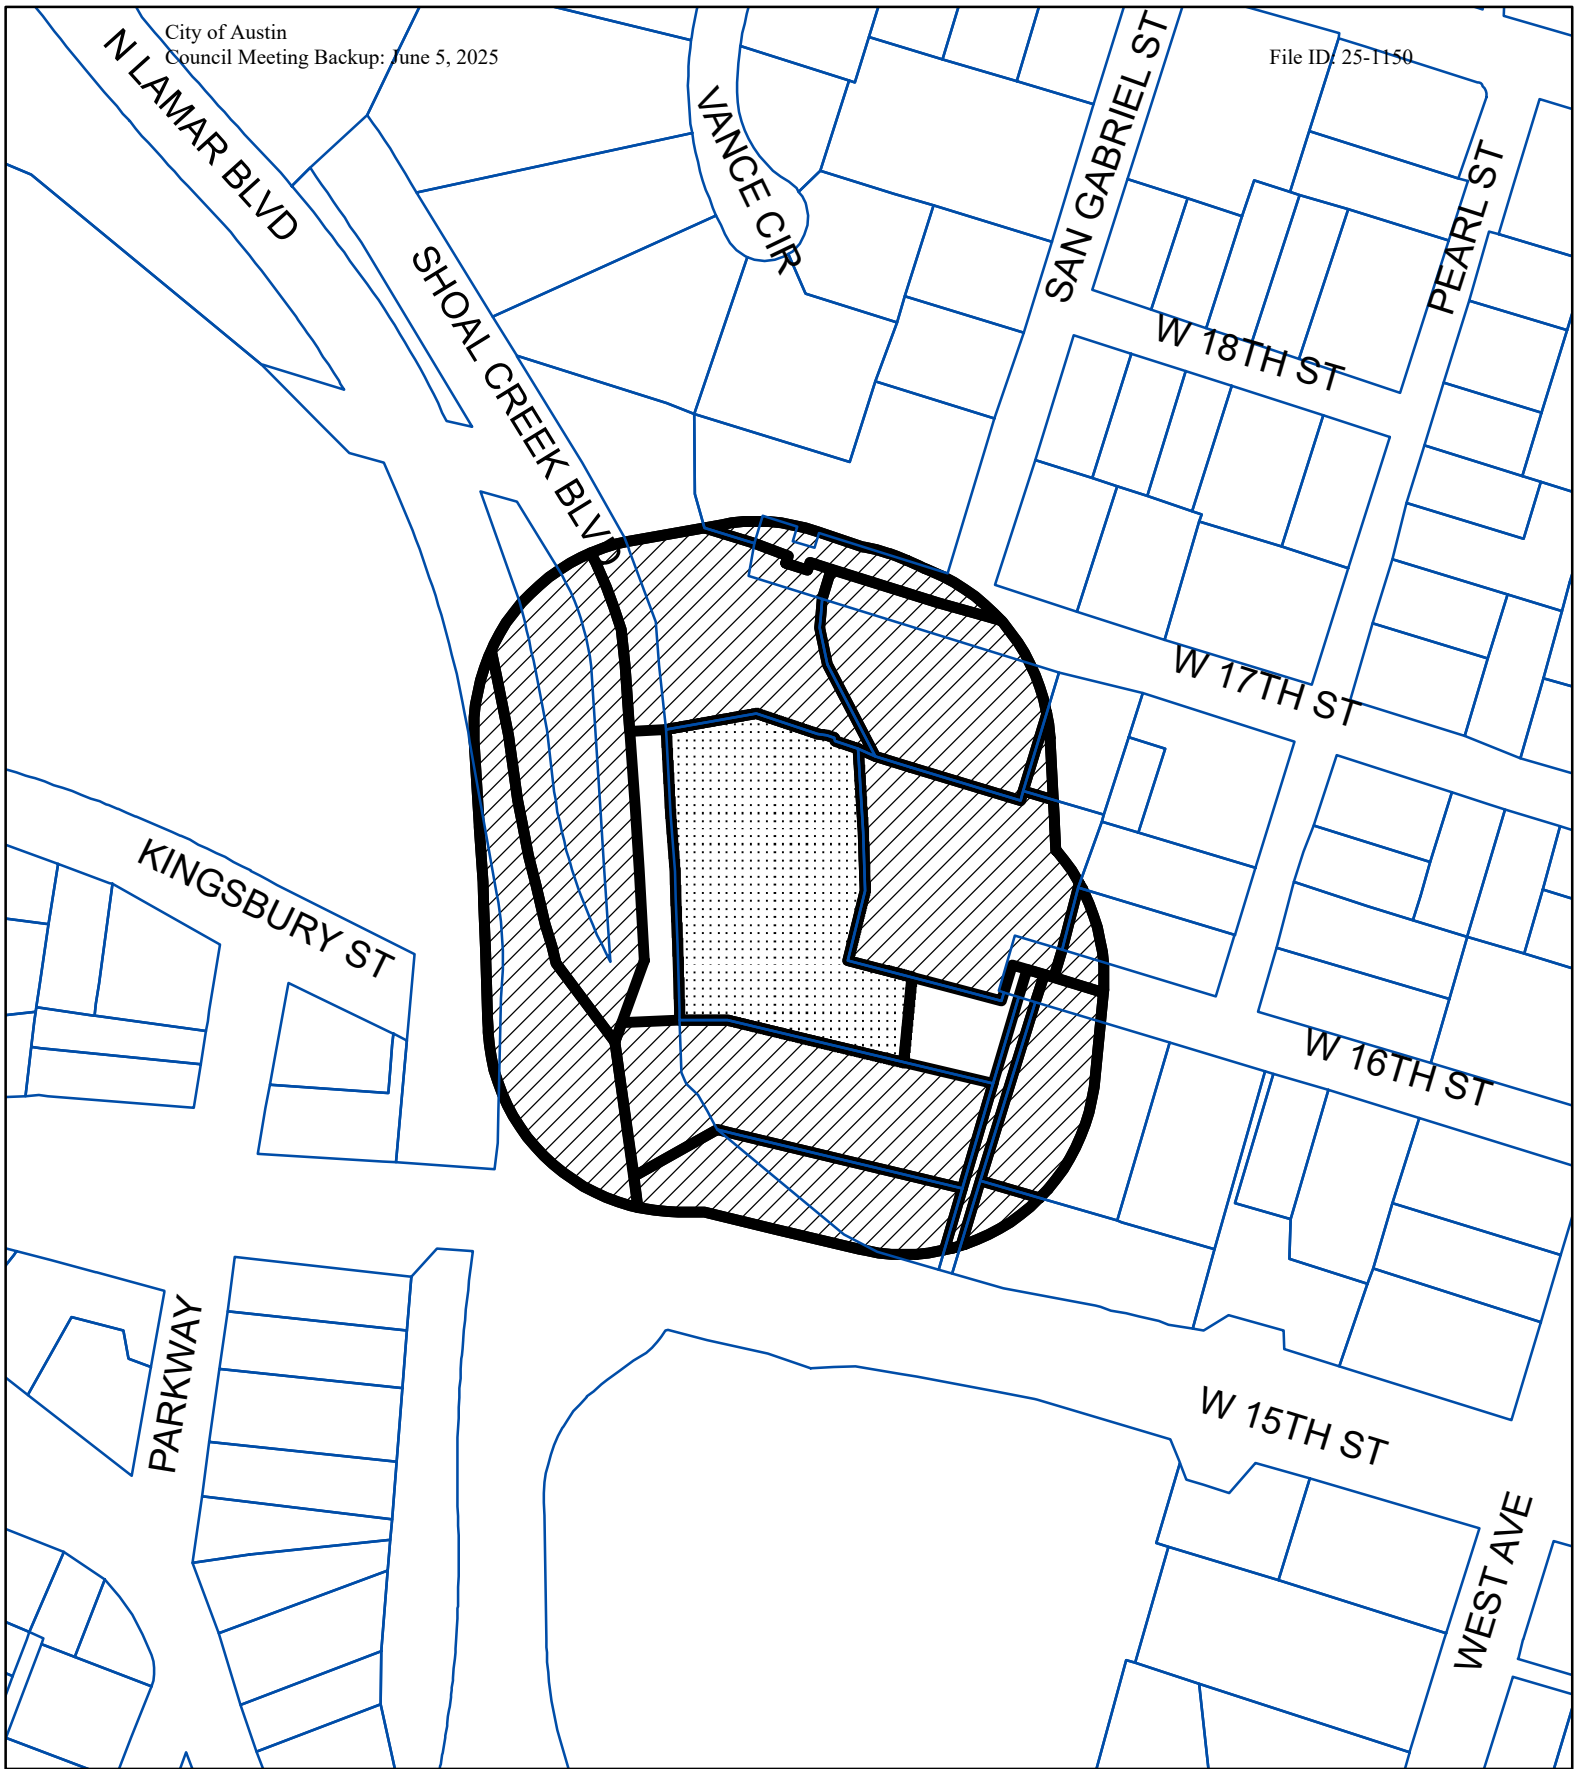 City of Austin
Council Meeting Backup: June 5, 2025
File ID: 25-1150
N LAMAR BLVD
VANCE CIR
SAN GABRIEL ST
PEARL ST
SHOAL CREEK BLVD
W 18TH ST
W 17TH ST
KINGSBURY ST
W 16TH ST
PARKWAY
W 15TH ST
WEST AVE